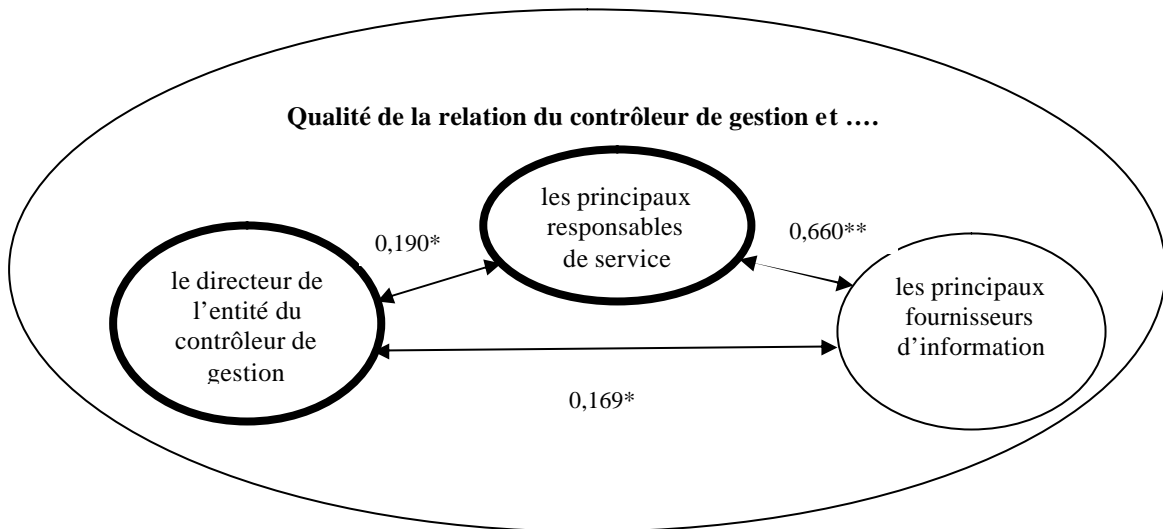 Qualité de la relation du contrôleur de gestion et ….
les principaux
responsables
de service
0,190*
0,660**
le directeur de
l’entité du
contrôleur de
gestion
les principaux
fournisseurs
d’information
0,169*